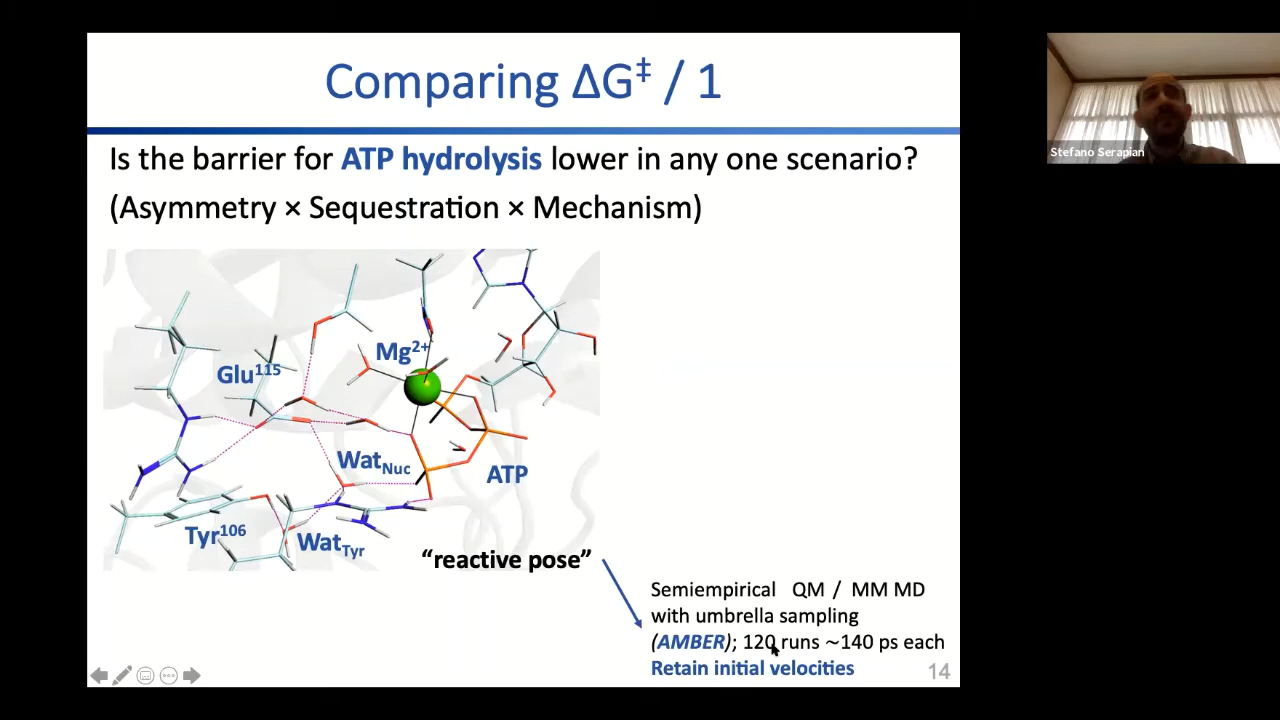 Comparing ΔG‡ / 1
Is the barrier for ATP hydrolysis lower in any one scenario?
(Asymmetry × Sequestration × Mechanism)
Mg2+
Glu115
WatNuc
ATP
Tyr106
WatTyr
“reactive pose”
Semiempirical QM / MM MD
with umbrella sampling
(AMBER); 120 runs ~140 ps each
Retain initial velocities
14
Stefano Serapian